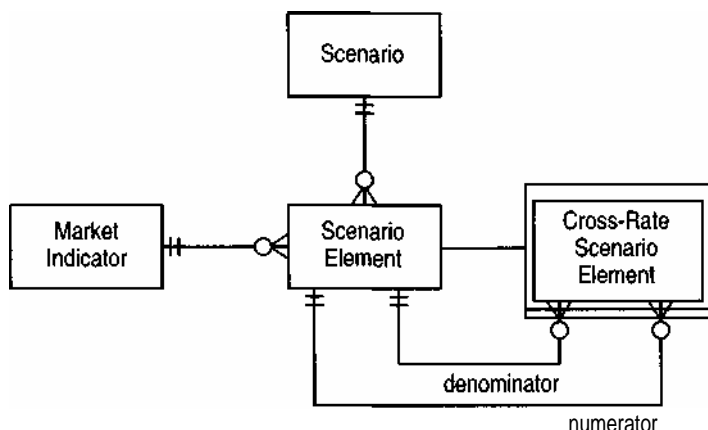 Scenario
Market
Indicator
Scenario
Element
Cross-Rate
Scenario
Element
denominator
numerator